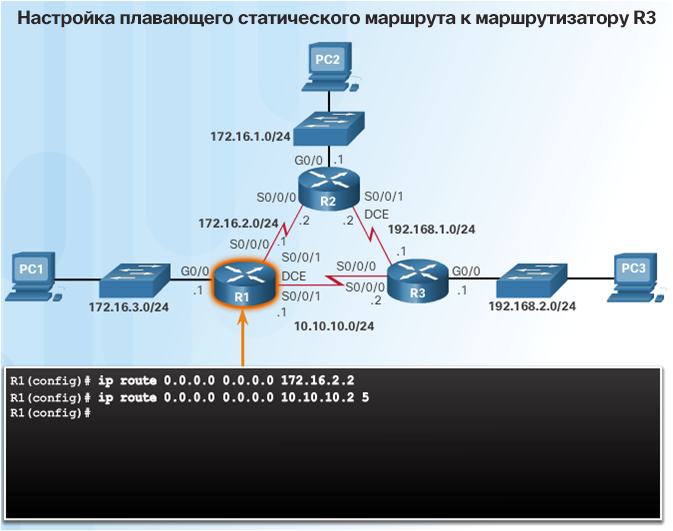 Настройка плавающего статического маршрута к маршрутизатору R3
PC2
172.16.1.0/24
G0/0
.1
R2
S0/0/0
S0/0/1
.2
.2
DCE
172.16.2.0/24
192.168.1.0/24
S0/0/0
.1
.1
PC1
G0/0
.1
R1
S0/0/1
DCE
S0/0/1
.1
S0/0/0
S0/0/0
.2
R3
G0/0
.1
PC3
172.16.3.0/24
10.10.10.0/24
192.168.2.0/24
R1(config)# ip route 0.0.0.0 0.0.0.0 172.16.2.2
R1(config)# ip route 0.0.0.0 0.0.0.0 10.10.10.2 5
R1(config)#